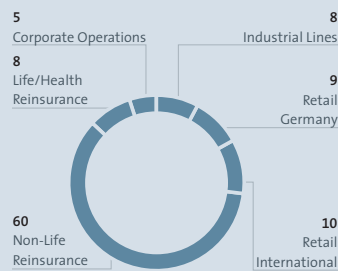 5
Corporate Operations
8
Life/Health
Reinsurance
60
Non-Life
Reinsurance
8
Industrial Lines
9
Retail
Germany
10
Retail
International